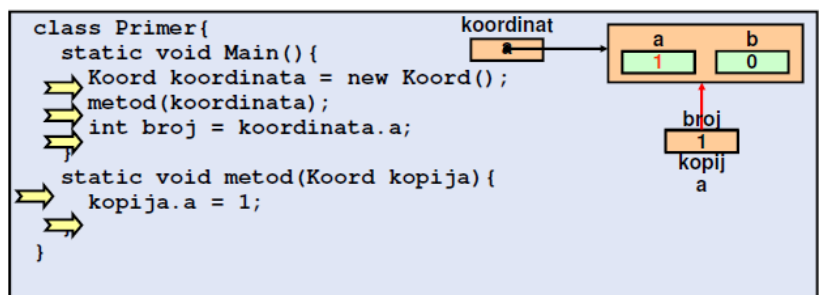 class Primer{
static void Main(){
Koord koordinata = new Koord();
metod(koordinata);
int broj = koordinata.a;
}
static void metod(Koord kopija){
kopija.a = 1;
}
}
koordinat
a
a
b
1
0
broj
1
kopij
a